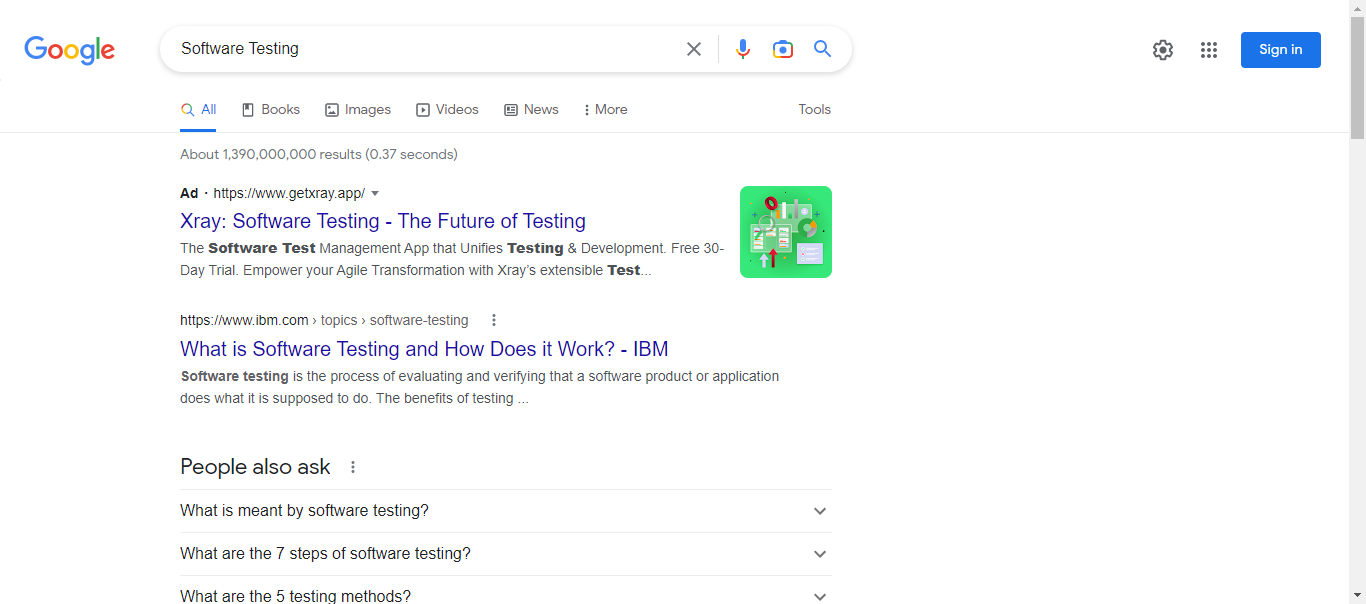 Google
Software Testing
Sign in
All
Books
Images
Videos
News
More
Tools
About 1,390,000,000 results (0.37 seconds)
Ad · https://www.getxray.app/
Xray: Software Testing - The Future of Testing
The Software Test Management App that Unifies Testing & Development. Free 30-
Day Trial. Empower your Agile Transformation with Xray’s extensible Test...
https://www.ibm.com › topics › software-testing
What is Software Testing and How Does it Work? - IBM
Software testing is the process of evaluating and verifying that a software product or application
does what it is supposed to do. The benefits of testing ...
People also ask
What is meant by software testing?
What are the 7 steps of software testing?
What are the 5 testing methods?